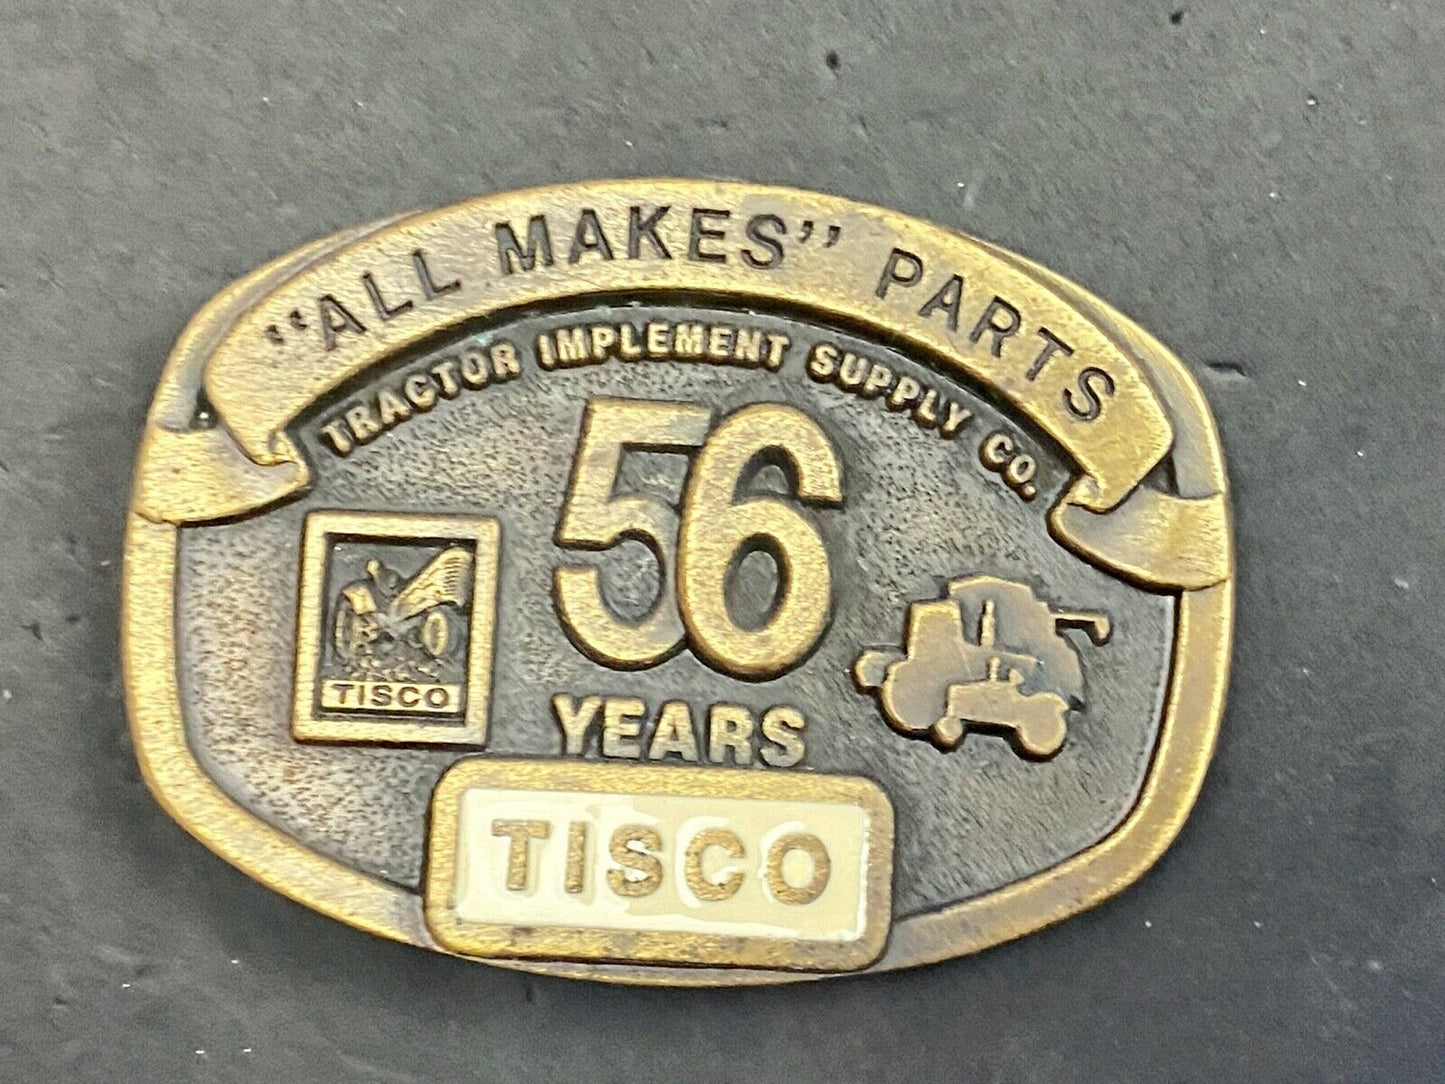 “ALL MAKES” PARTS
TRACTOR IMPLEMENT SUPPLY CO.
56
YEARS
TISCO
TISCO